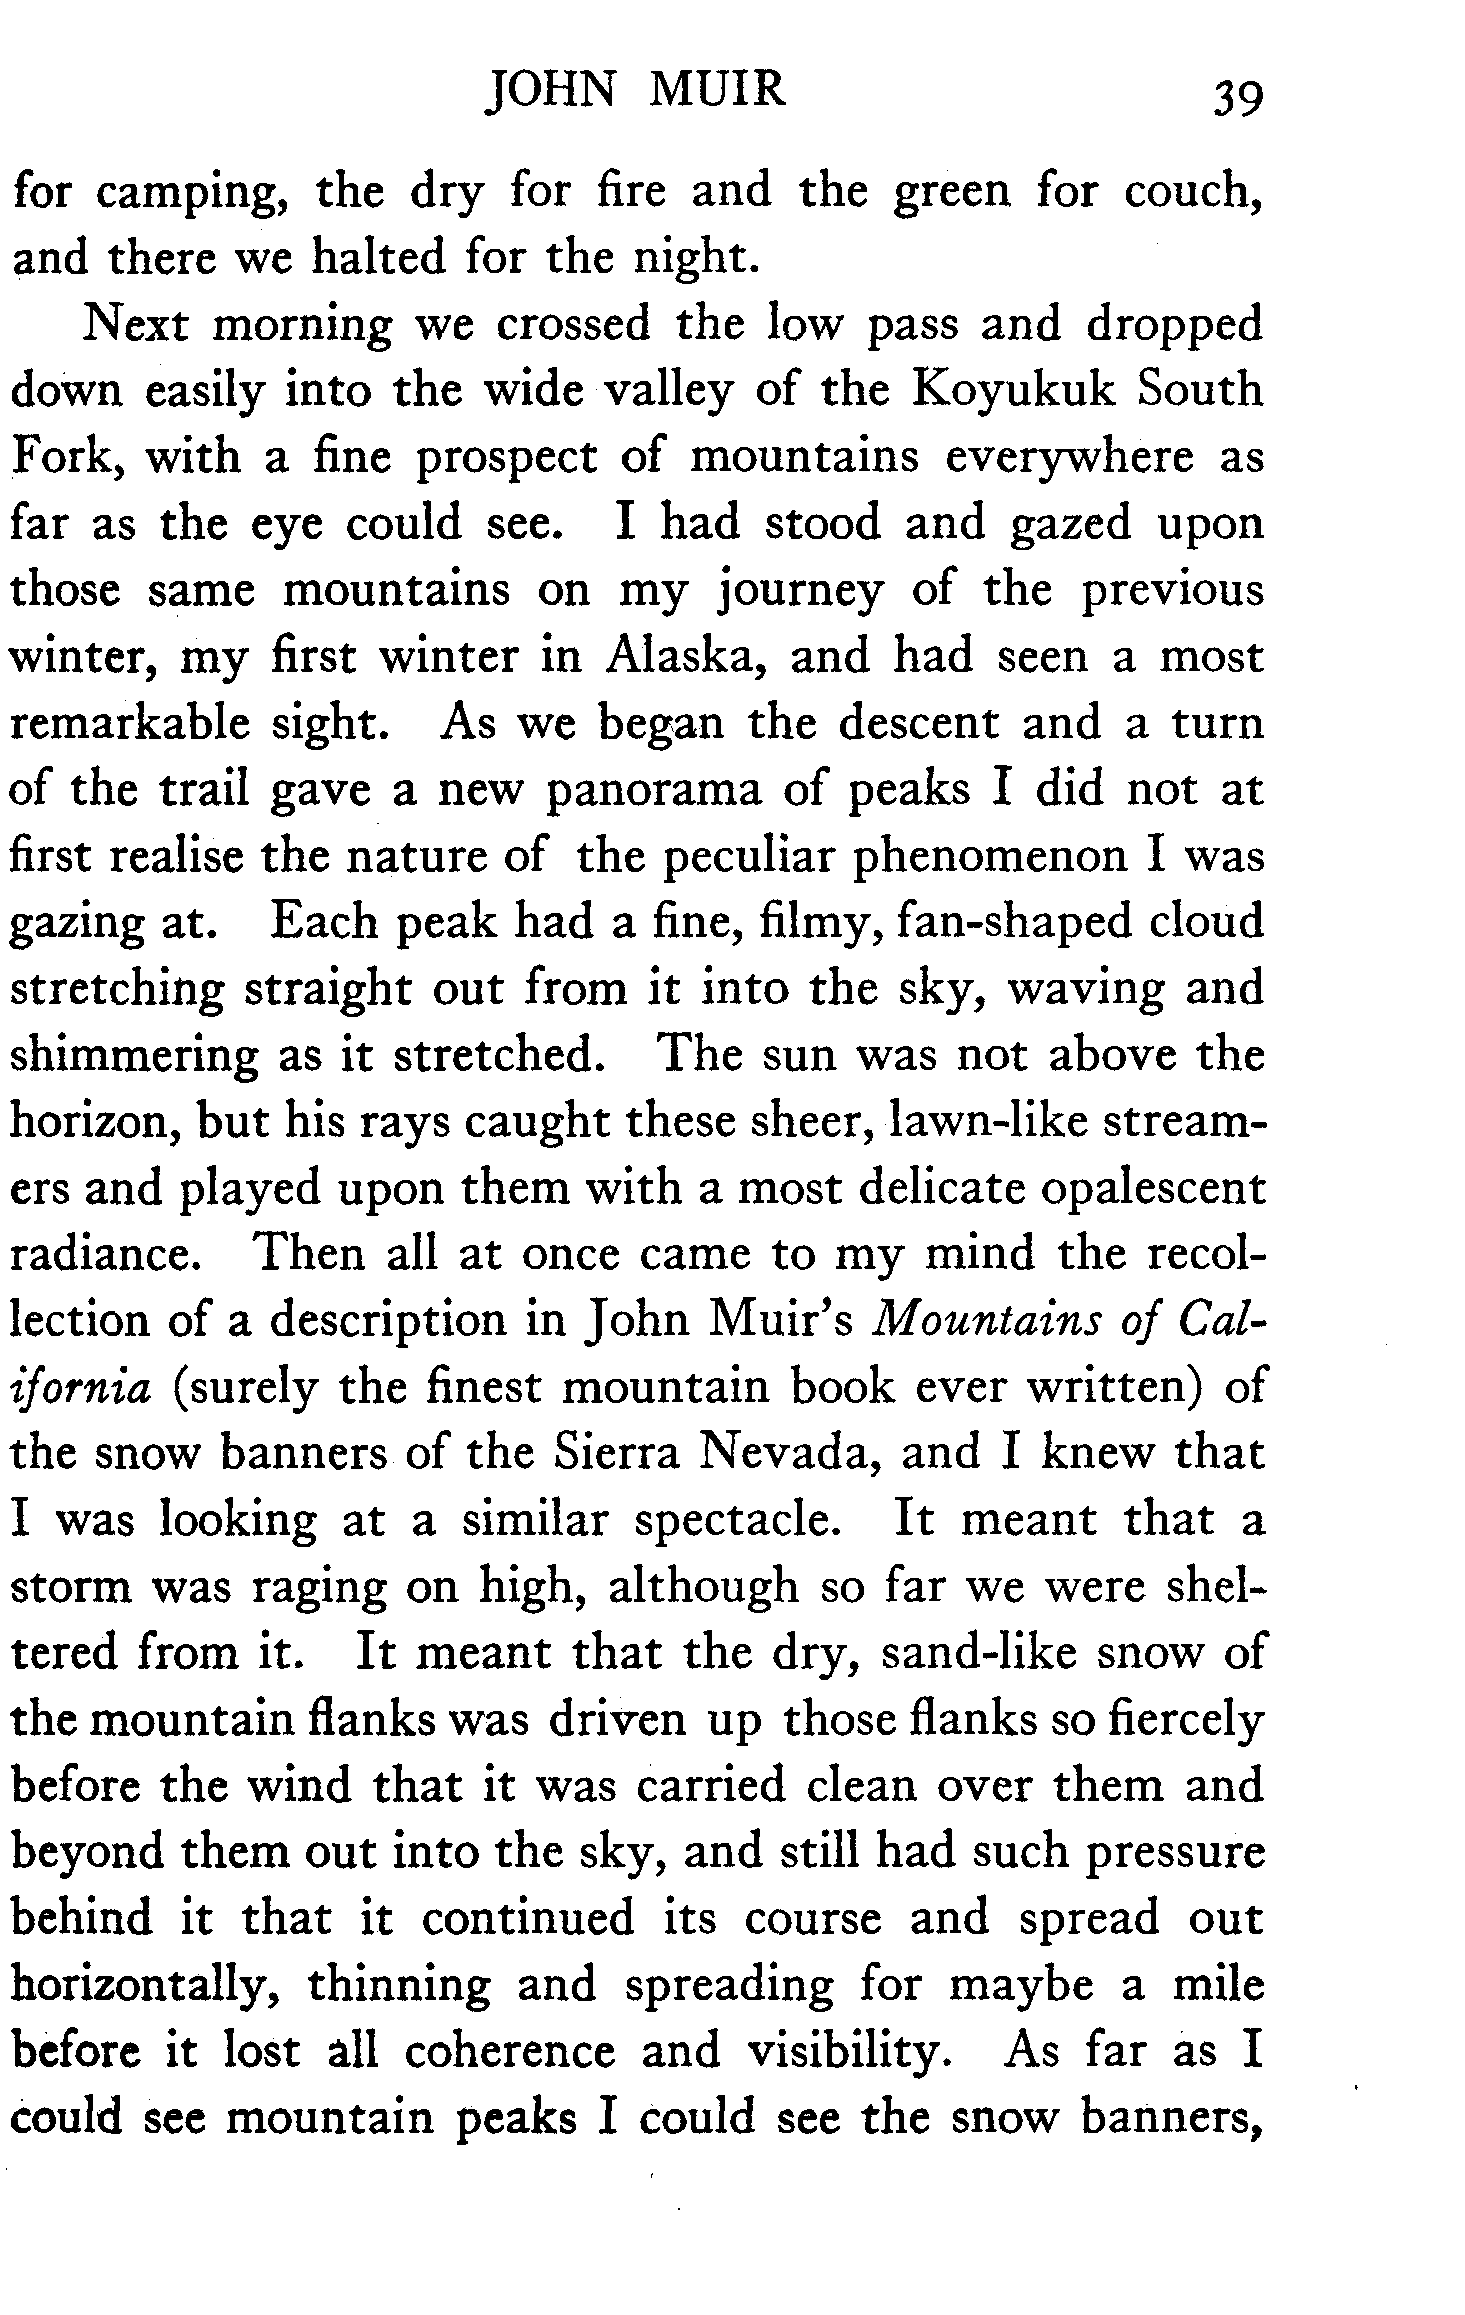 JOHN MUIR 39
for camping, the dry for fire and the green for couch,
and there we halted for the night.
Next morning we crossed the low pass and dropped
down easily into the wide valley of the Koyukuk South
Fork, with a fine prospect of mountains everywhere as
far as the eye could see. I had stood and gazed upon
those same mountains on my journey of the previous
winter, my first winter in Alaska, and had seen a most
remarkable sight. As we began the descent and a turn
of the trail gave a new panorama of peaks I did not at
first realise the nature of the peculiar phenomenon I was
gazing at. Each peak had a fine, filmy, fan-shaped cloud
stretching straight out from it into the sky, waving and
shimmering as it stretched. The sun was not above the
horizon, but his rays caught these sheer, lawn-like stream-
ers and played upon them with a most delicate opalescent
radiance. Then all at once came to my mind the recol-
lection of a description in John Muir's Mountains of Cal-
ifornia (surely the finest mountain book ever written) of
the snow banners of the Sierra Nevada, and I knew that
I was looking at a similar spectacle. It meant that a
storm was raging on high, although so far we were shel-
tered from it. It meant that the dry, sand-like snow of
the mountain flanks was driven up those flanks so fiercely
before the wind that it was carried clean over them and
beyond them out into the sky, and still had such pressure
behind it that it continued its course and spread out
horizontally, thinning and spreading for maybe a mile
before it lost all coherence and visibility. As far as I
could see mountain peaks I could see the snow banners,